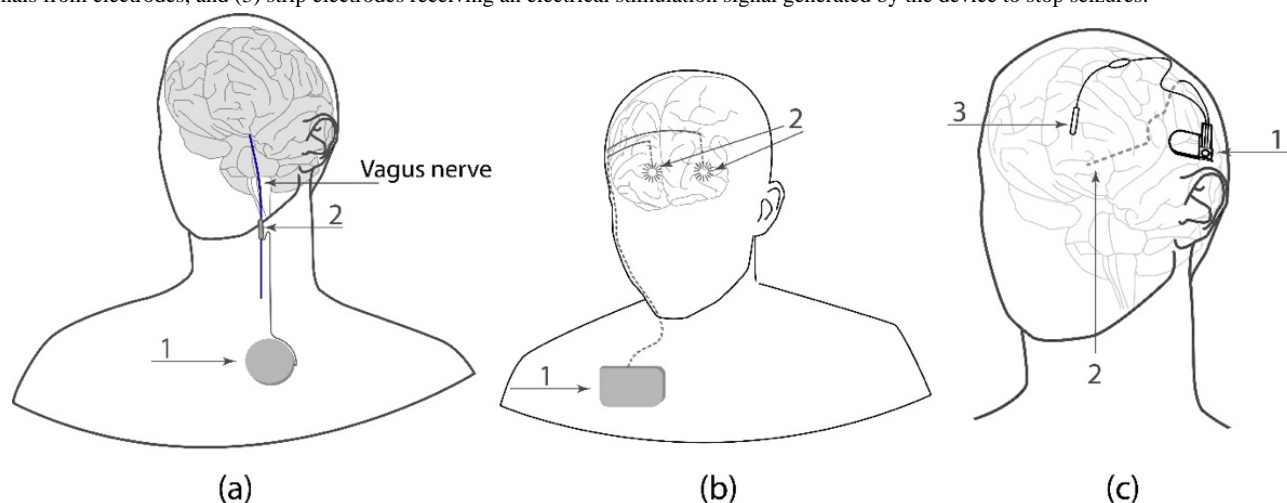 nals from electrodes, and (3) strip electrodes receiving an electrical stimulation signal generated by the device to stop seizures.
Vagus nerve
2
1
(a)
2
1
(b)
3
1
2
(c)